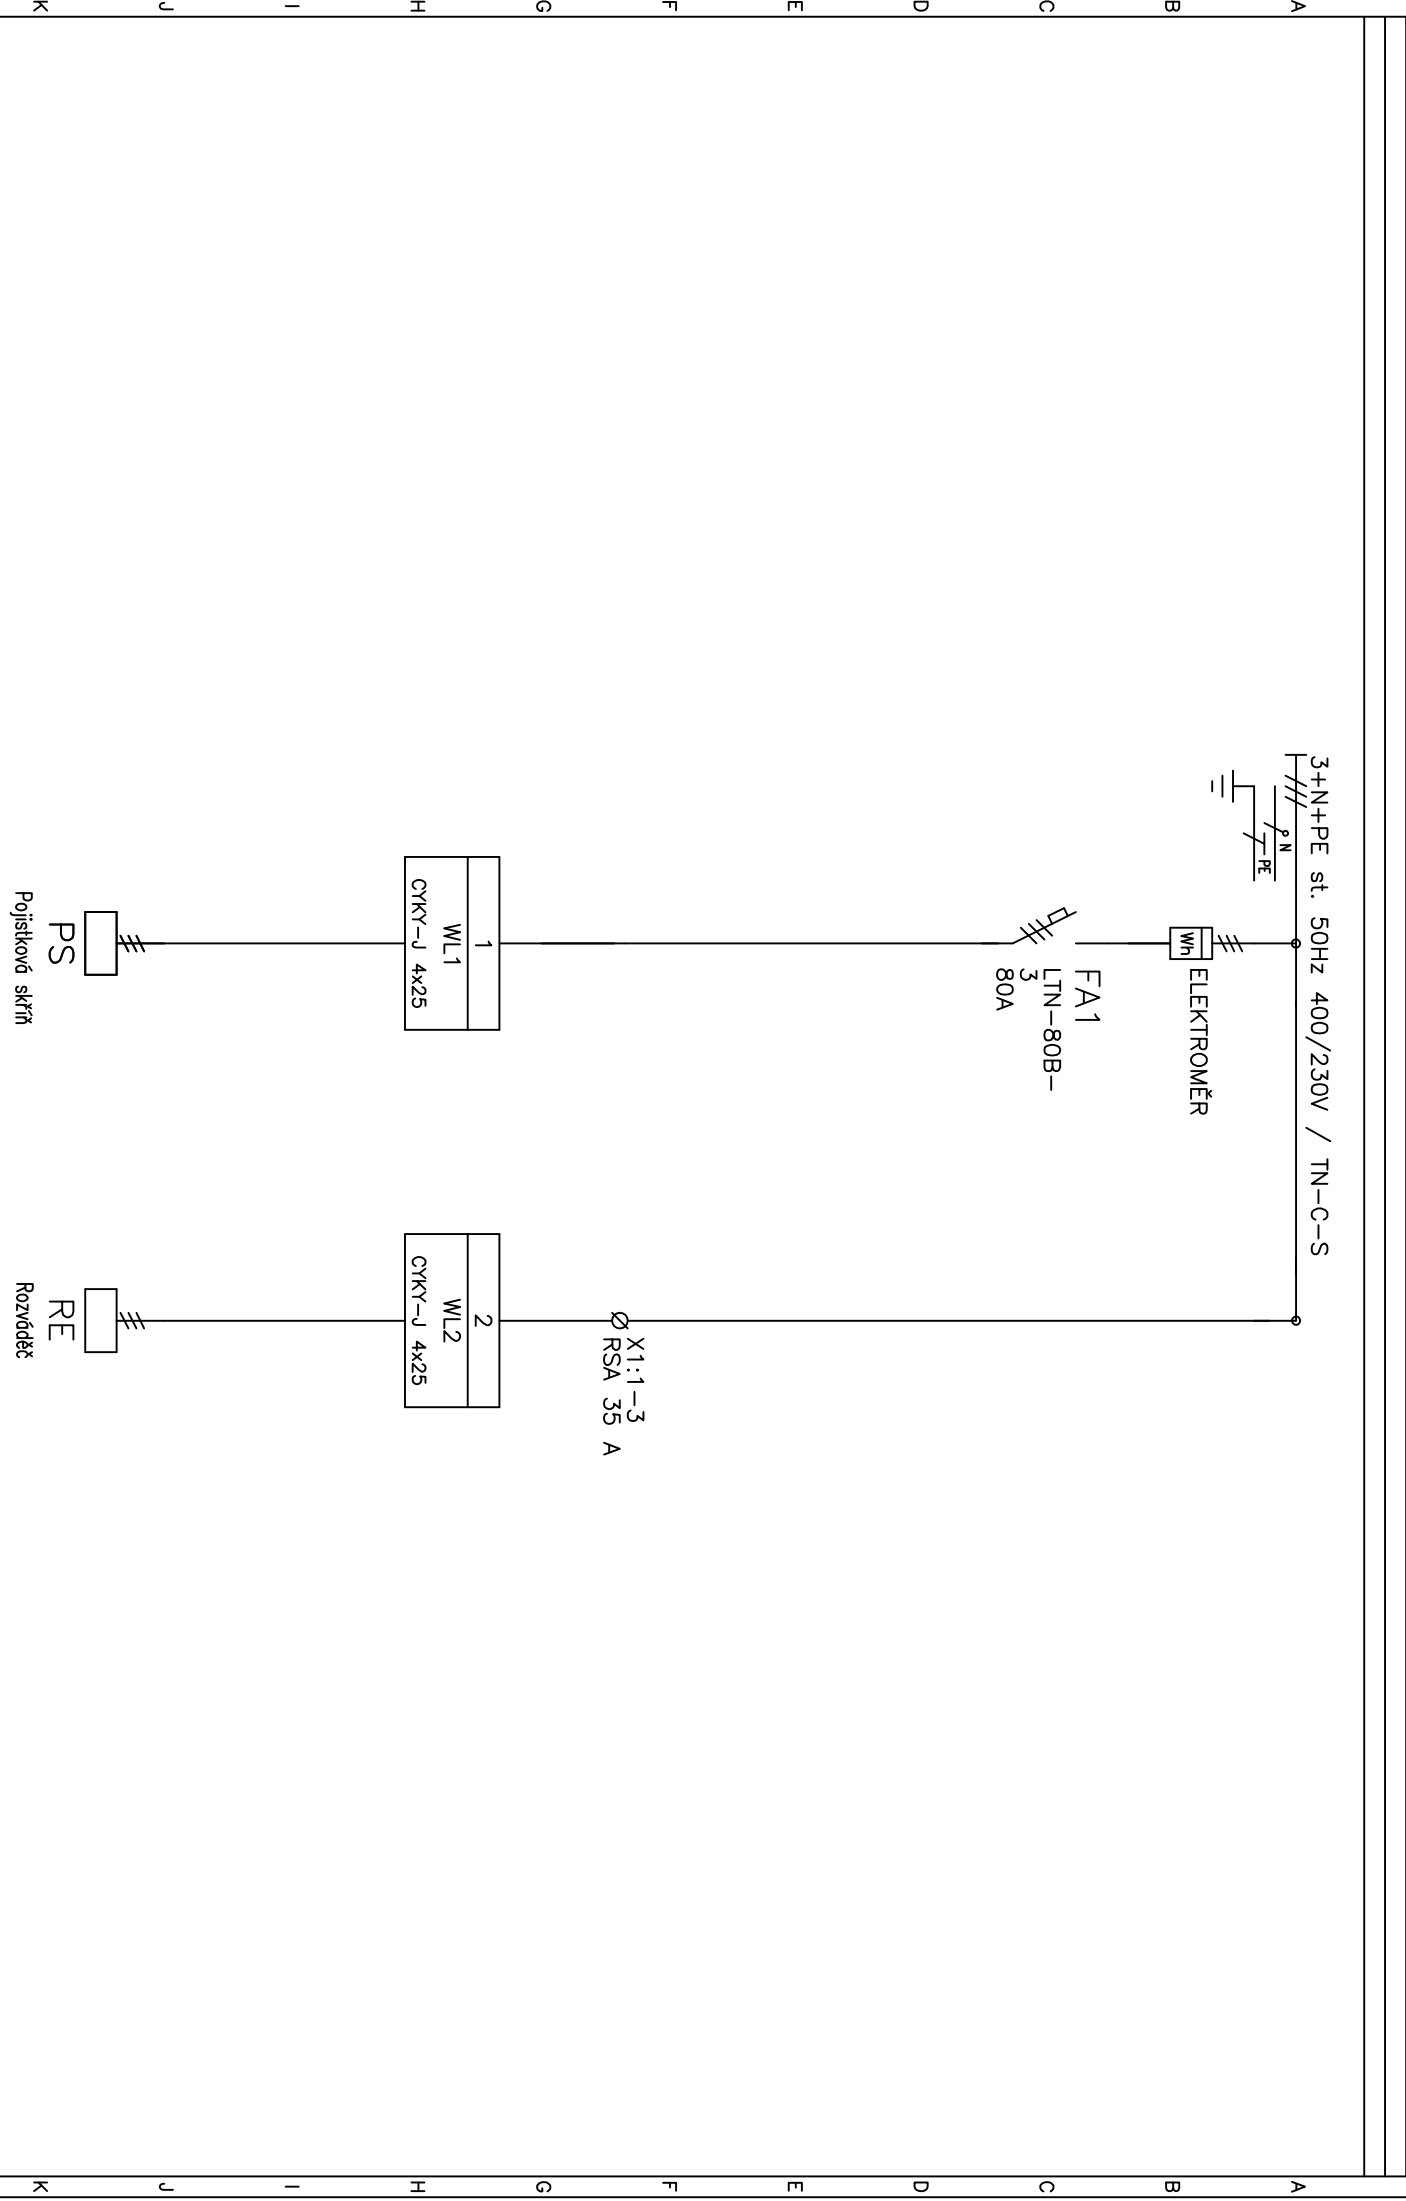 3+N+PE st. 50Hz 400/230V / TN-C-S
N
PE
Wh
ELEKTROMĚR
FA1
LTN-80B-
3
80A
X1:1-3
RSA 35 A
1
WL1
CYKY-J 4x25
2
WL2
CYKY-J 4x25
PS
Pojistková skříň
RE
Rozváděč
A
B
C
D
E
F
G
H
I
J
K
A
B
C
D
E
F
G
H
I
J
K